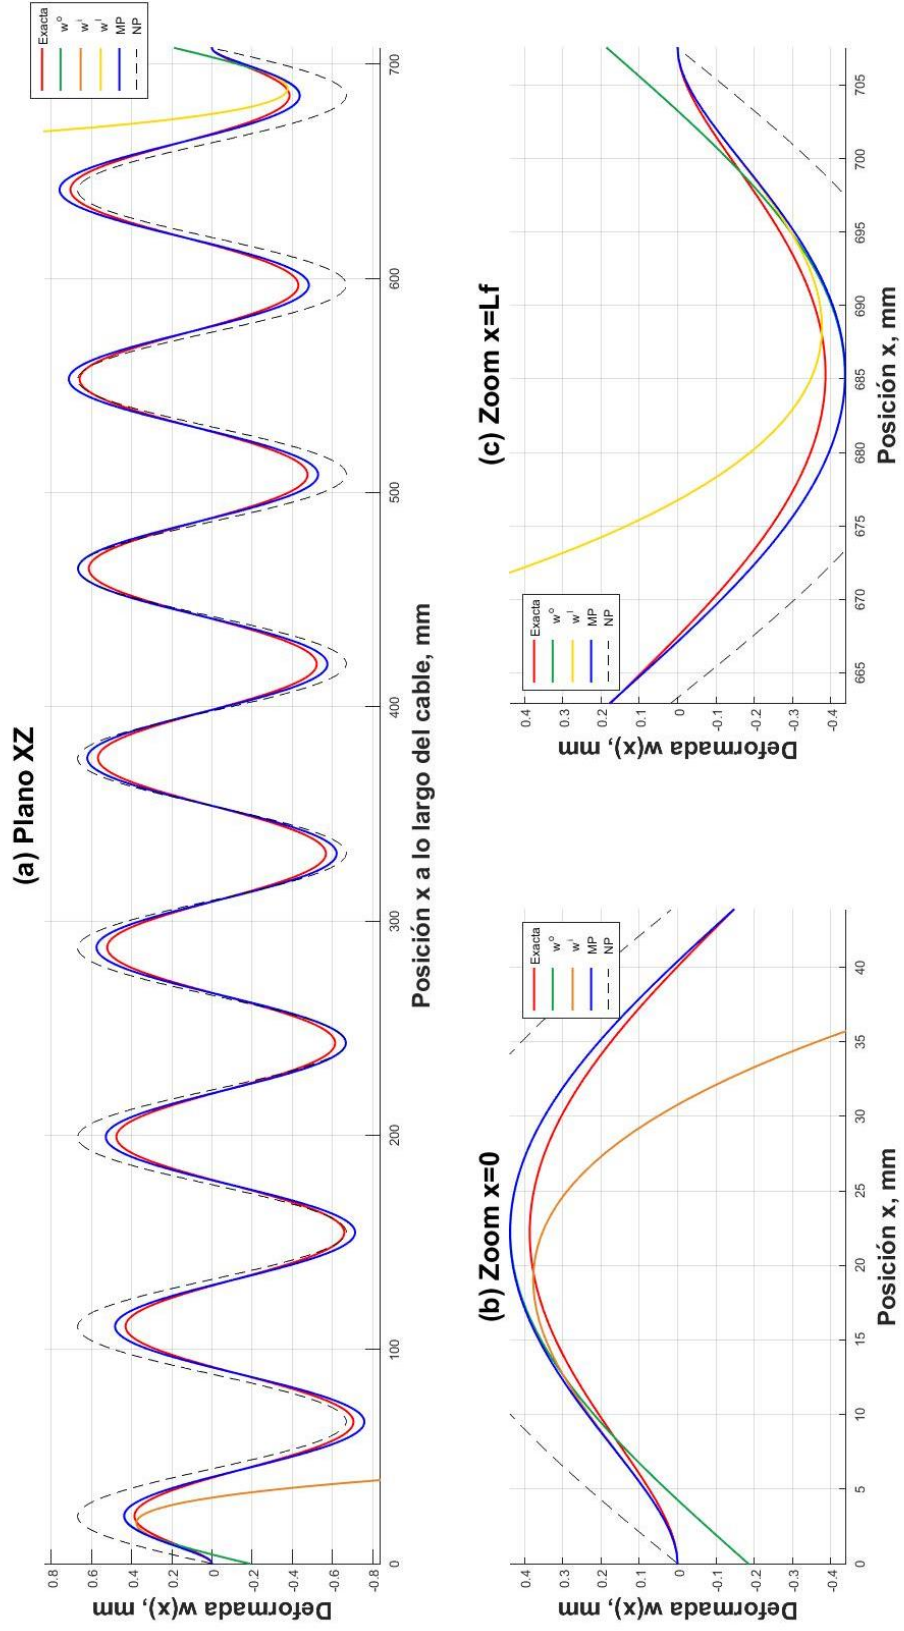 (a) Plano XZ
Exacta
w^o
w^i
w^i
MP
NP
Deformada w(x), mm
0.8
0.6
0.4
0.2
0
-0.2
-0.4
-0.6
-0.8
0
100
200
300
400
500
600
700
Posición x a lo largo del cable, mm
(b) Zoom x=0
Exacta
w^o
w^i
MP
NP
Deformada w(x), mm
0.4
0.3
0.2
0.1
0
-0.1
-0.2
-0.3
-0.4
0
5
10
15
20
25
30
35
40
Posición x, mm
(c) Zoom x=Lf
Exacta
w^o
w^i
MP
NP
Deformada w(x), mm
0.4
0.3
0.2
0.1
0
-0.1
-0.2
-0.3
-0.4
665
670
675
680
685
690
695
700
705
Posición x, mm